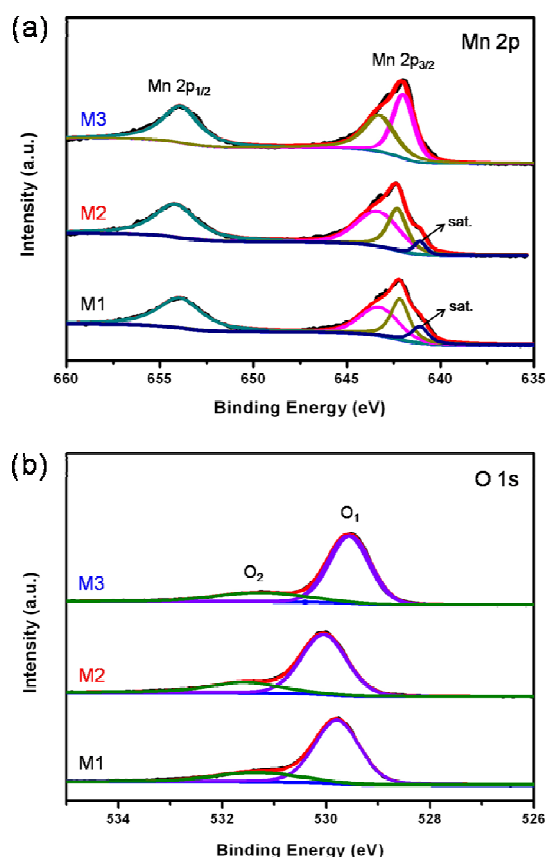 (a)
Mn 2p
Mn 2p1/2
Mn 2p3/2
M3
M2
sat.
M1
sat.
Intensity (a.u.)
660 655 650 645 640 635
Binding Energy (eV)
(b)
O 1s
O1
O2
M3
M2
M1
Intensity (a.u.)
534 532 530 528 526
Binding Energy (eV)